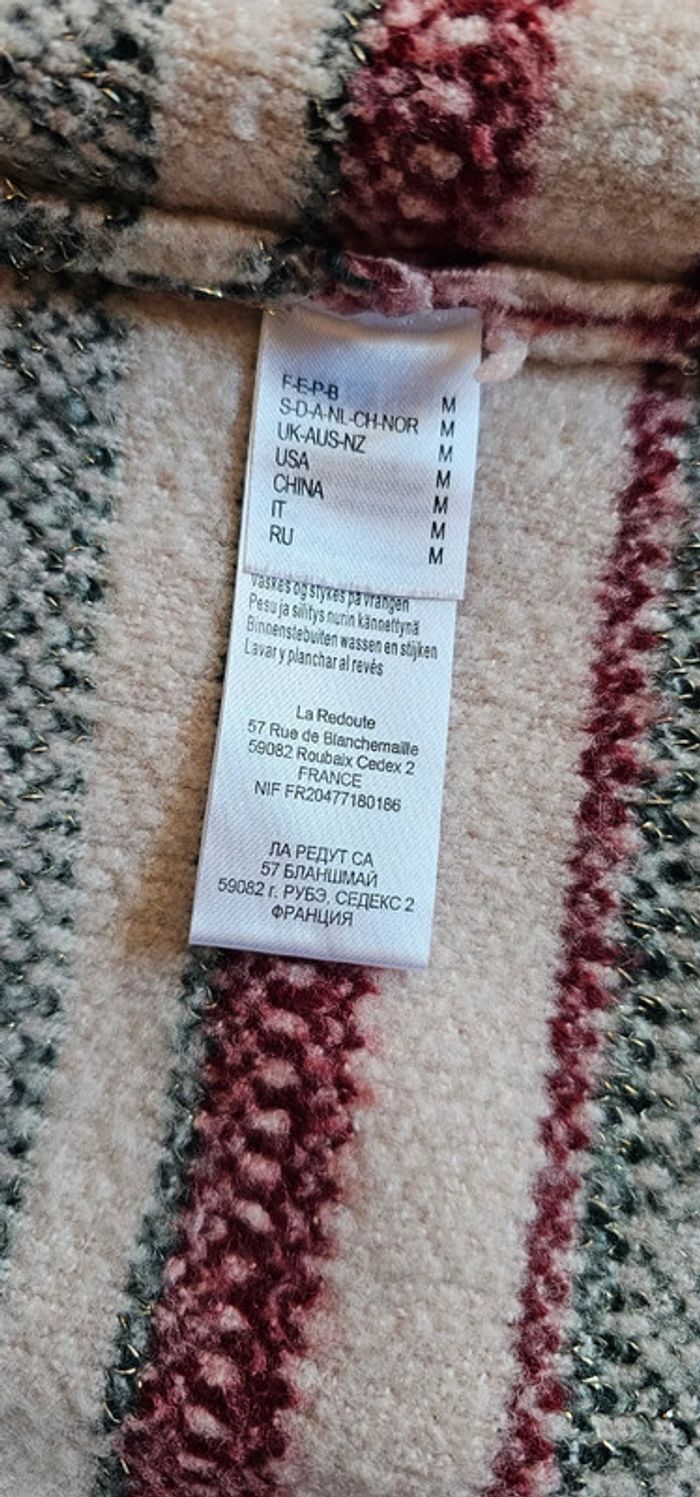 F-E-P-B M
S-D-A-NL-CH-NOR M
UK-AUS-NZ M
USA M
CHINA M
IT M
RU M
Vaskes og stykes på vrangen
Pesu ja silitys nurin kännettynä
Binnenstebuiten wassen en stijken
Lavar y planchar al revés
La Redoute
57 Rue de Blanchemaille
59082 Roubaix Cedex 2
FRANCE
NIF FR20477180186
ЛА РЕДУТ СА
57 БЛАНШМАЙ
59082 г. РУБЭ, СЕДЕКС 2
ФРАНЦИЯ